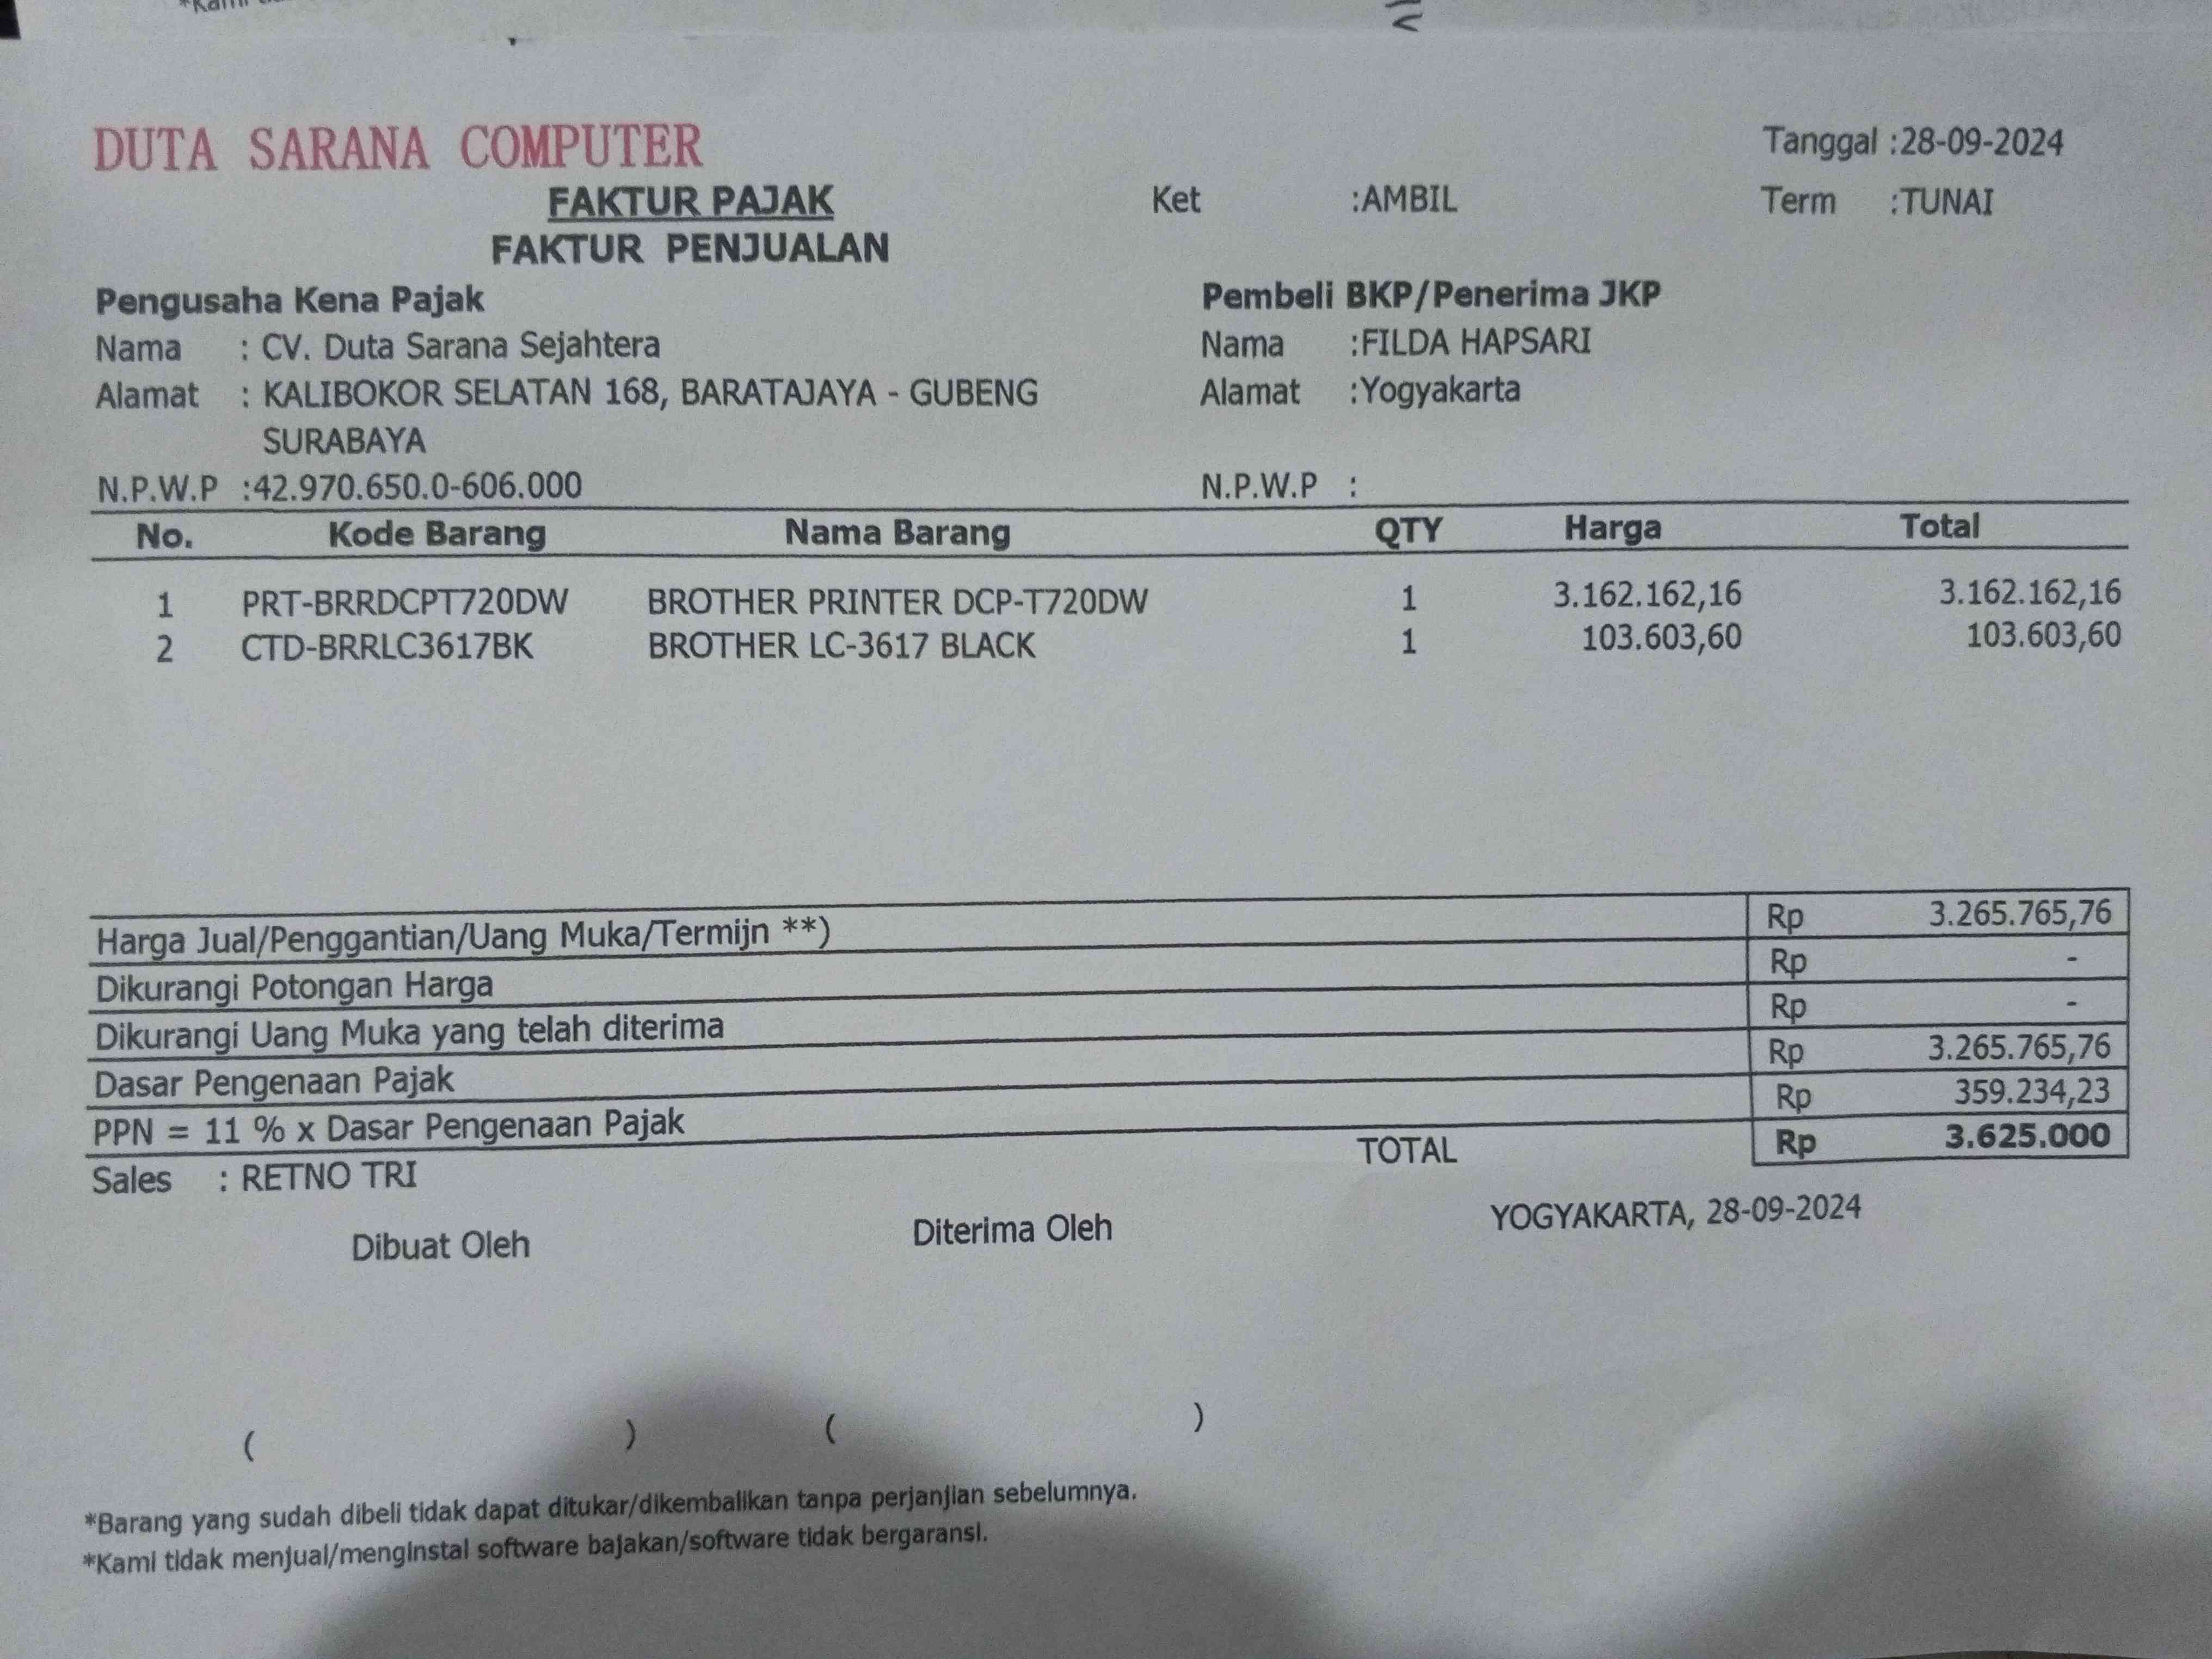 DUTA SARANA COMPUTER
Tanggal :28-09-2024
FAKTUR PAJAK
Ket :AMBIL
Term :TUNAI
FAKTUR PENJUALAN
Pengusaha Kena Pajak
Pembeli BKP/Penerima JKP
Nama : CV. Duta Sarana Sejahtera
Nama :FILDA HAPSARI
Alamat : KALIBOKOR SELATAN 168, BARATAJAYA - GUBENG
Alamat :Yogyakarta
SURABAYA
N.P.W.P :42.970.650.0-606.000
N.P.W.P :
No. Kode Barang Nama Barang QTY Harga Total
1 PRT-BRRDCPT720DW BROTHER PRINTER DCP-T720DW 1 3.162.162,16 3.162.162,16
2 CTD-BRRLC3617BK BROTHER LC-3617 BLACK 1 103.603,60 103.603,60
Harga Jual/Penggantian/Uang Muka/Termijn **) Rp 3.265.765,76
Dikurangi Potongan Harga Rp -
Dikurangi Uang Muka yang telah diterima Rp -
Dasar Pengenaan Pajak Rp 3.265.765,76
PPN = 11 % x Dasar Pengenaan Pajak Rp 359.234,23
TOTAL Rp 3.625.000
Sales : RETNO TRI
YOGYAKARTA, 28-09-2024
Dibuat Oleh Diterima Oleh
( ) ( )
*Barang yang sudah dibeli tidak dapat ditukar/dikembalikan tanpa perjanjian sebelumnya.
*Kami tidak menjual/menginstal software bajakan/software tidak bergaransi.